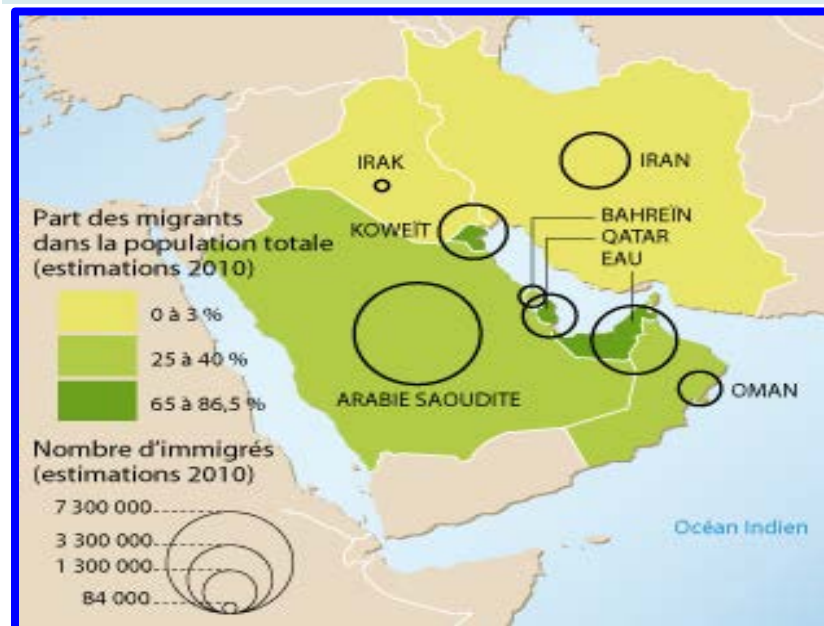 IRAK
IRAN
KOWEÏT
BAHREÏN
QATAR
EAU
ARABIE SAOUDITE
OMAN
Océan Indien
Part des migrants
dans la population totale
(estimations 2010)
0 à 3 %
25 à 40 %
65 à 86,5 %
Nombre d'immigrés
(estimations 2010)
7 300 000
3 300 000
1 300 000
84 000